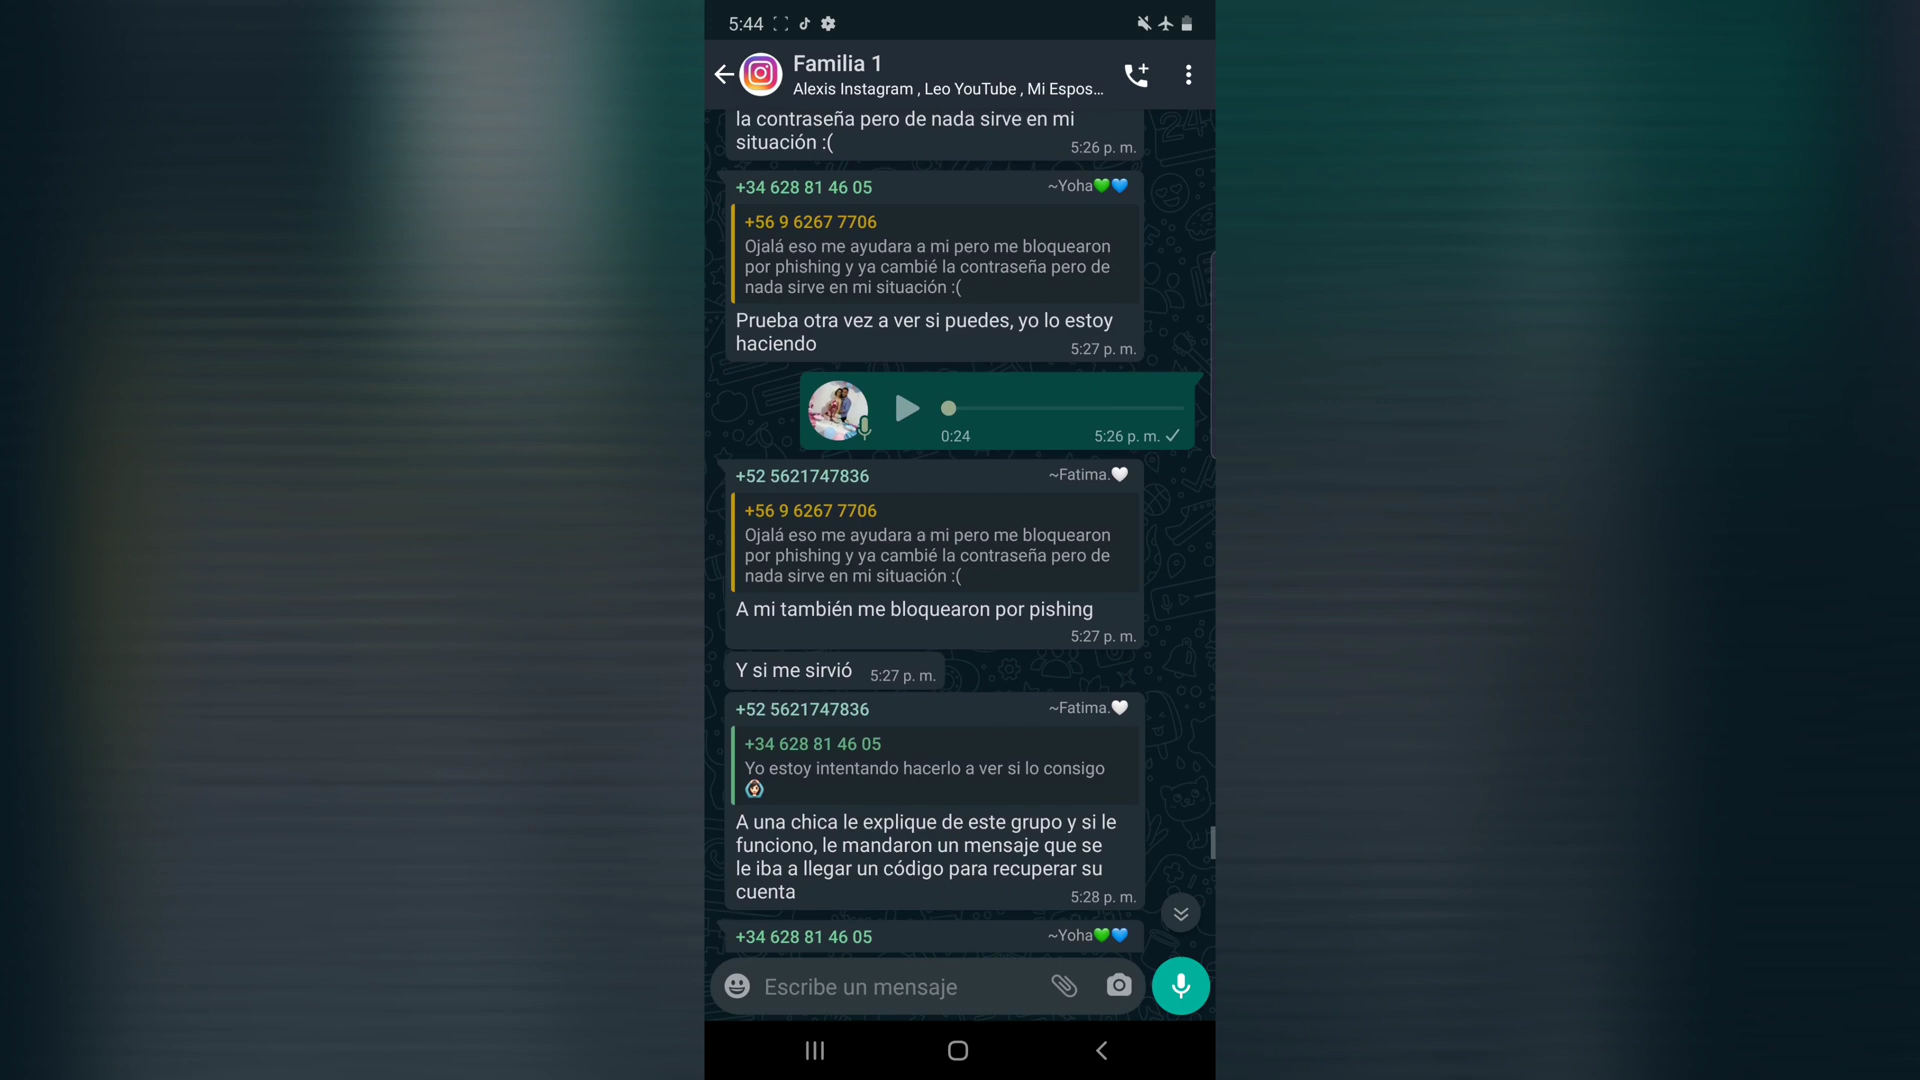 5:44
Familia 1
Alexis Instagram , Leo YouTube , Mi Espos...
la contraseña pero de nada sirve en mi
situación :(
5:26 p. m.
+34 628 81 46 05 ~Yoha💚💙
+56 9 6267 7706
Ojalá eso me ayudara a mi pero me bloquearon
por phishing y ya cambié la contraseña pero de
nada sirve en mi situación :(
Prueba otra vez a ver si puedes, yo lo estoy
haciendo
5:27 p. m.
0:24 5:26 p. m.
+52 5621747836 ~Fatima.🤍
+56 9 6267 7706
Ojalá eso me ayudara a mi pero me bloquearon
por phishing y ya cambié la contraseña pero de
nada sirve en mi situación :(
A mi también me bloquearon por pishing
5:27 p. m.
Y si me sirvió 5:27 p. m.
+52 5621747836 ~Fatima.🤍
+34 628 81 46 05
Yo estoy intentando hacerlo a ver si lo consigo
🙆🏻‍♀️
A una chica le explique de este grupo y si le
funciono, le mandaron un mensaje que se
le iba a llegar un código para recuperar su
cuenta
5:28 p. m.
+34 628 81 46 05 ~Yoha💚💙
Escribe un mensaje